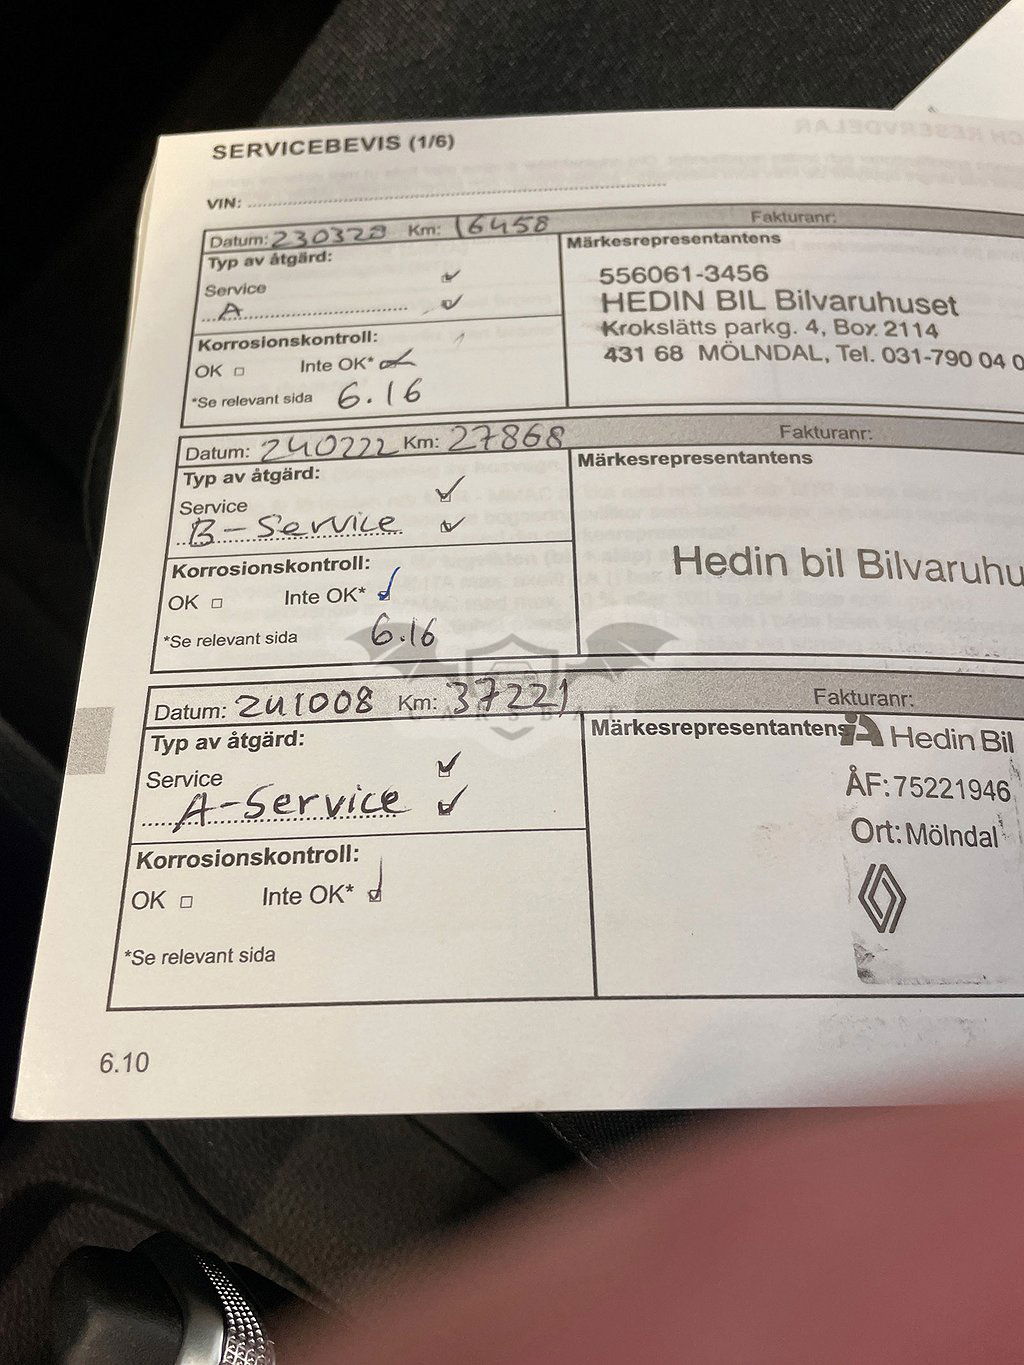 SERVICEBEVIS (1/6)
VIN:
Datum: 230328 Km: 16458 Fakturanr:
Typ av åtgärd:
Service
A
Korrosionskontroll:
OK Inte OK*
*Se relevant sida 6.16
Märkesrepresentantens
556061-3456
HEDIN BIL Bilvaruhuset
Krokslätts parkg. 4, Box 2114
431 68 MÖLNDAL, Tel. 031-790 04 0
Datum: 240222 Km: 27868 Fakturanr:
Typ av åtgärd:
Service
B-Service
Korrosionskontroll:
OK Inte OK*
*Se relevant sida 6.16
Märkesrepresentantens
Hedin bil Bilvaruhu
Datum: 241008 Km: 37221 Fakturanr:
Typ av åtgärd:
Service
A-Service
Korrosionskontroll:
OK Inte OK*
*Se relevant sida
Märkesrepresentantens
Hedin Bil
ÅF: 75221946
Ort: Mölndal
6.10